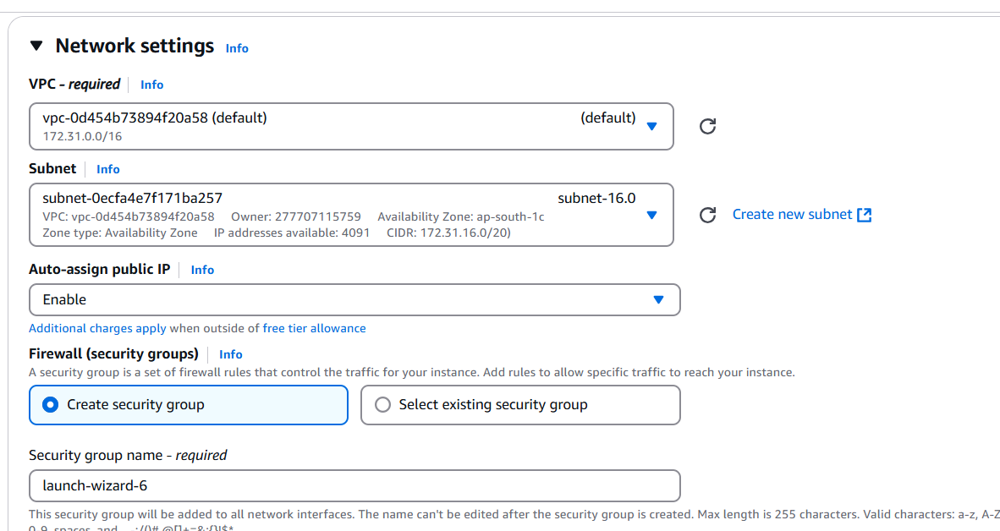 Network settings Info
VPC - required Info
vpc-0d454b73894f20a58 (default) (default)
172.31.0.0/16
Subnet Info
subnet-0ecfa4e7f171ba257 subnet-16.0
VPC: vpc-0d454b73894f20a58 Owner: 277707115759 Availability Zone: ap-south-1c
Zone type: Availability Zone IP addresses available: 4091 CIDR: 172.31.16.0/20)
Create new subnet
Auto-assign public IP Info
Enable
Additional charges apply when outside of free tier allowance
Firewall (security groups) Info
A security group is a set of firewall rules that control the traffic for your instance. Add rules to allow specific traffic to reach your instance.
Create security group Select existing security group
Security group name - required
launch-wizard-6
This security group will be added to all network interfaces. The name can't be edited after the security group is created. Max length is 255 characters. Valid characters: a-z, A-Z
0-9, spaces, and